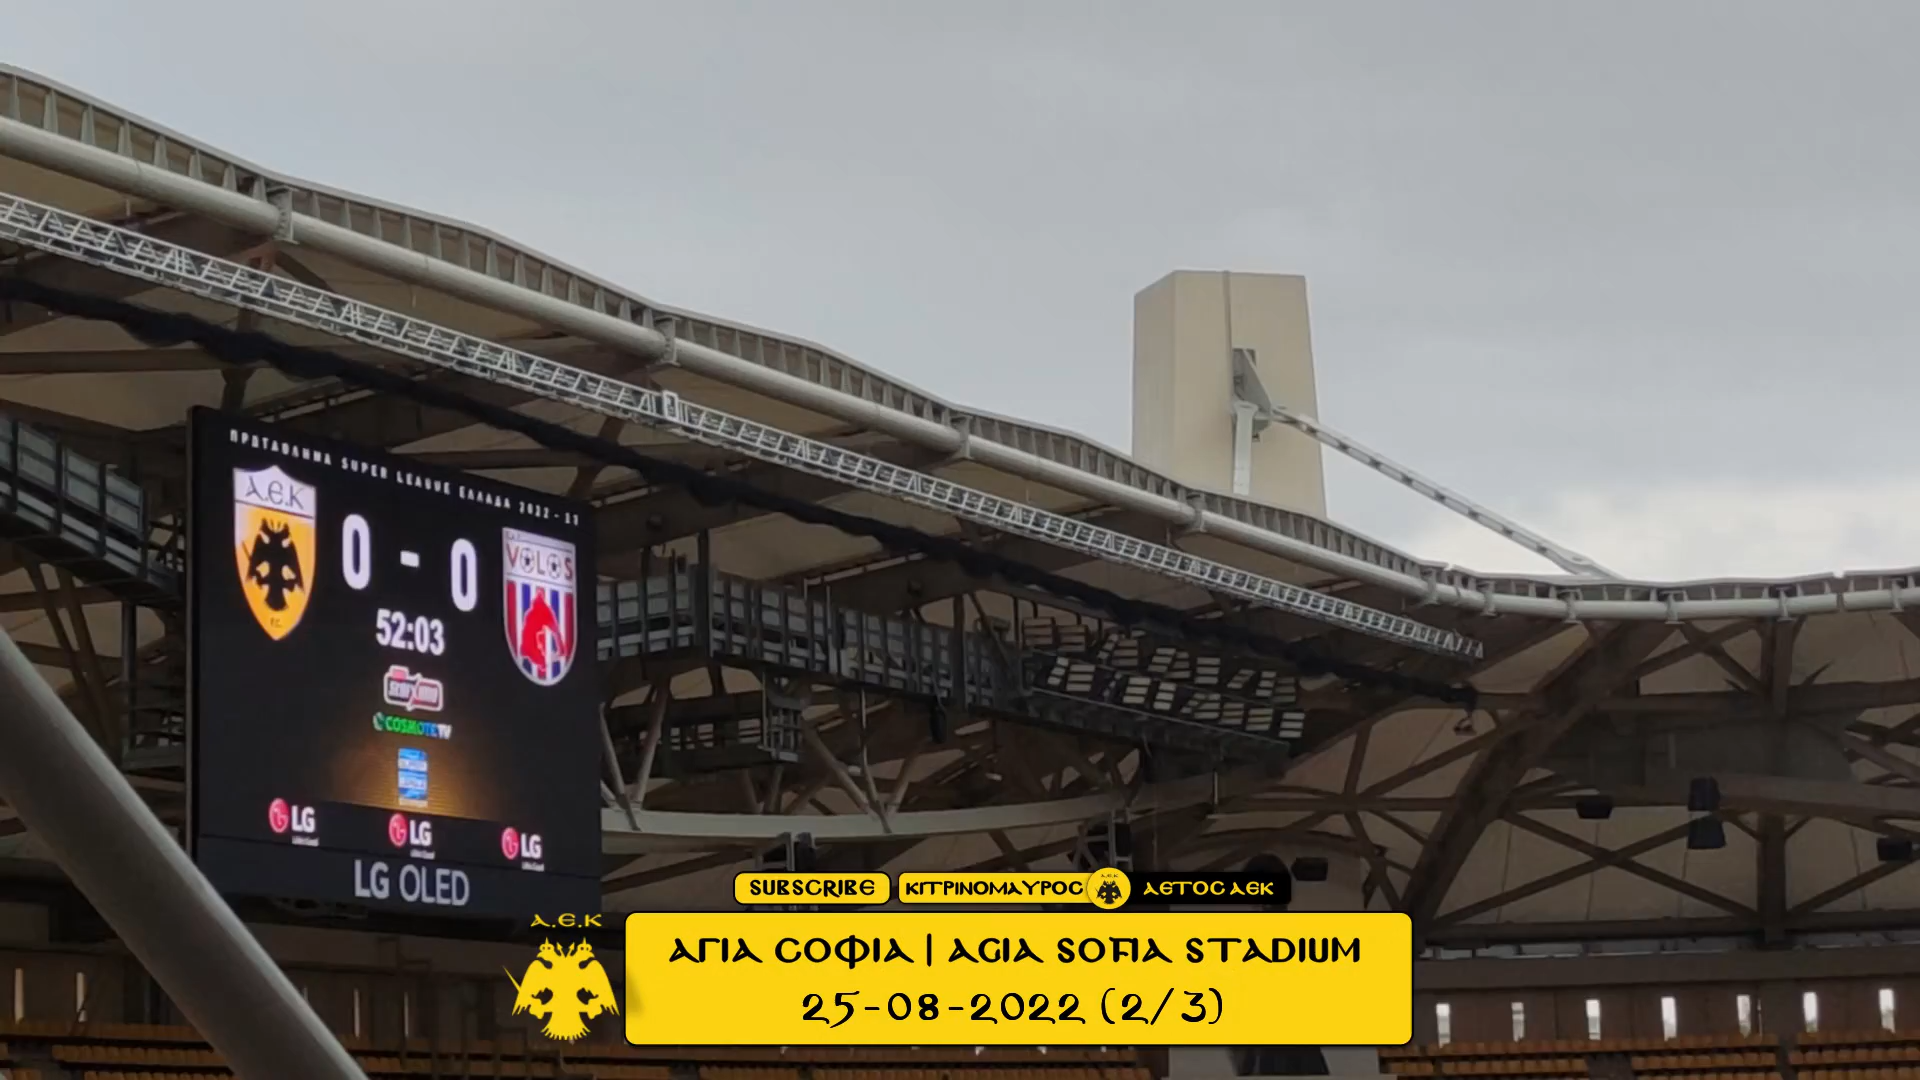 ΠΡΩΤΑΘΛΗΜΑ SUPER LEAGUE ΕΛΛΑΔΑ 2022-23
Α.Ε.Κ
F.C.
0 - 0
VOLOS
52:03
COSMOTE TV
LG
LG
LG
LG OLED
SUBSCRIBE
ΚΙΤΡΙΝΟΜΑΥΡΟΣ
ΑΕΤΟΣ ΑΕΚ
Α.Ε.Κ
ΑΓΙΑ ΣΟΦΙΑ | AGIA SOFIA STADIUM
25-08-2022 (2/3)